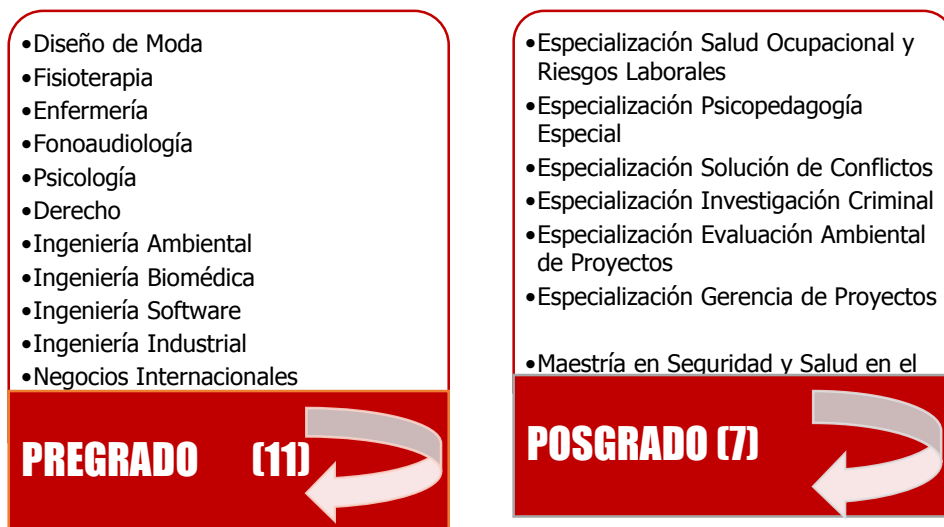 •Diseño de Moda
•Fisioterapia
•Enfermería
•Fonoaudiología
•Psicología
•Derecho
•Ingeniería Ambiental
•Ingeniería Biomédica
•Ingeniería Software
•Ingeniería Industrial
•Negocios Internacionales
PREGRADO (11)
•Especialización Salud Ocupacional y
Riesgos Laborales
•Especialización Psicopedagogía
Especial
•Especialización Solución de Conflictos
•Especialización Investigación Criminal
•Especialización Evaluación Ambiental
de Proyectos
•Especialización Gerencia de Proyectos
•Maestría en Seguridad y Salud en el
POSGRADO (7)